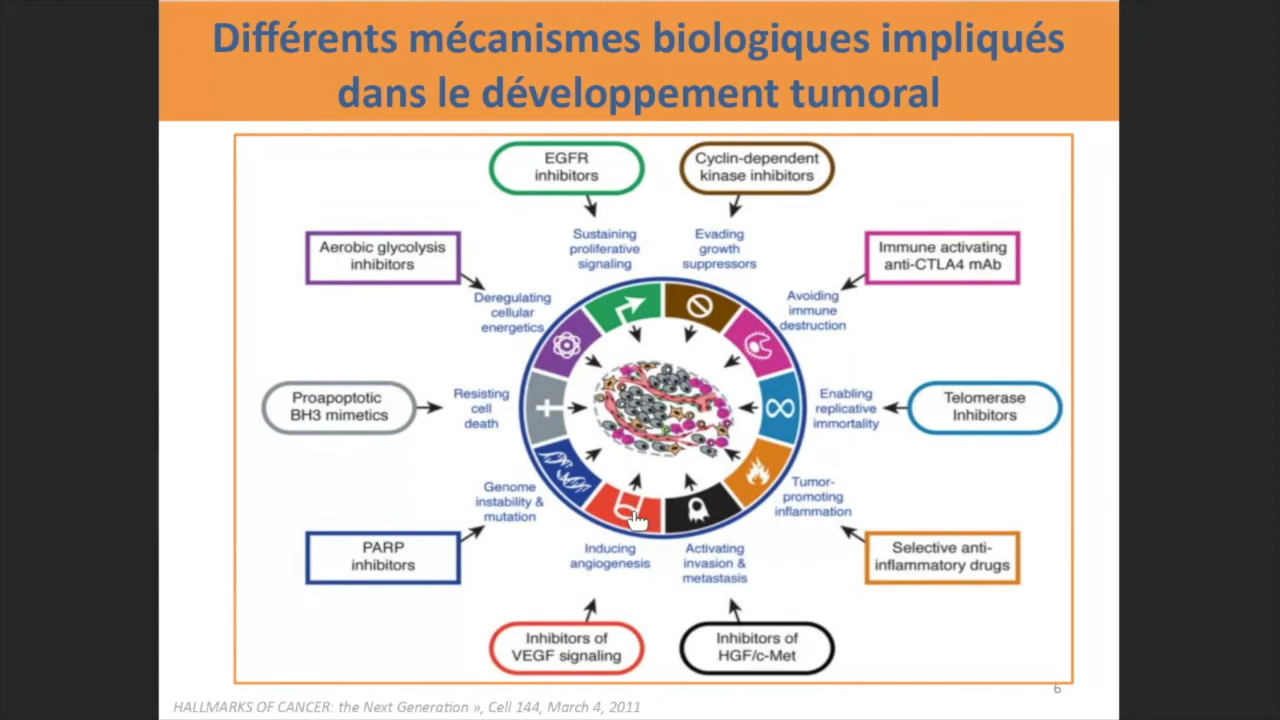 Différents mécanismes biologiques impliqués
dans le développement tumoral
EGFR
inhibitors
Cyclin-dependent
kinase inhibitors
Sustaining
proliferative
signaling
Evading
growth
suppressors
Aerobic glycolysis
inhibitors
Immune activating
anti-CTLA4 mAb
Deregulating
cellular
energetics
Avoiding
immune
destruction
Proapoptotic
BH3 mimetics
Resisting
cell
death
Enabling
replicative
immortality
Telomerase
Inhibitors
Genome
instability &
mutation
Tumor-
promoting
inflammation
PARP
inhibitors
Inducing
angiogenesis
Activating
invasion &
metastasis
Selective anti-
inflammatory drugs
Inhibitors of
VEGF signaling
Inhibitors of
HGF/c-Met
6
HALLMARKS OF CANCER: the Next Generation », Cell 144, March 4, 2011